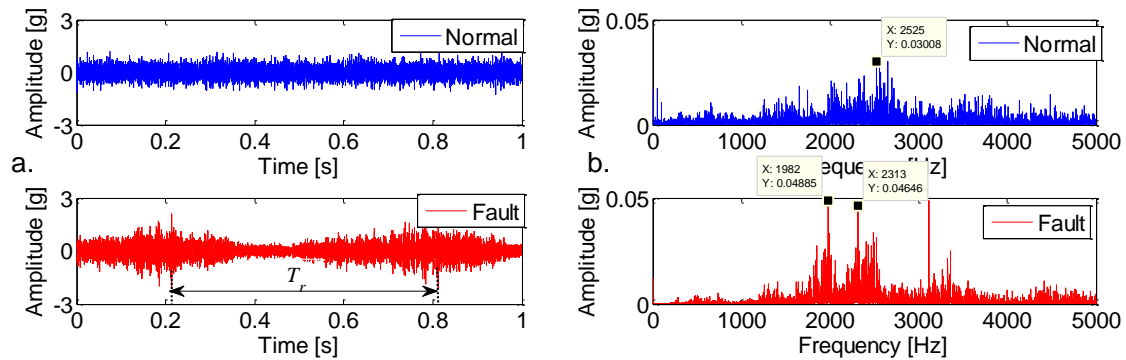 3
0
-3
Amplitude [g]
Normal
0 0.2 0.4 0.6 0.8 1
Time [s]
a.
3
0
-3
Amplitude [g]
Fault
T_r
0 0.2 0.4 0.6 0.8 1
Time [s]
0.05
0
Amplitude [g]
X: 2525
Y: 0.03008
Normal
0 1000 2000 3000 4000 5000
requency [Hz]
b.
X: 1982
Y: 0.04885
X: 2313
Y: 0.04646
0.05
0
Amplitude [g]
Fault
0 1000 2000 3000 4000 5000
Frequency [Hz]